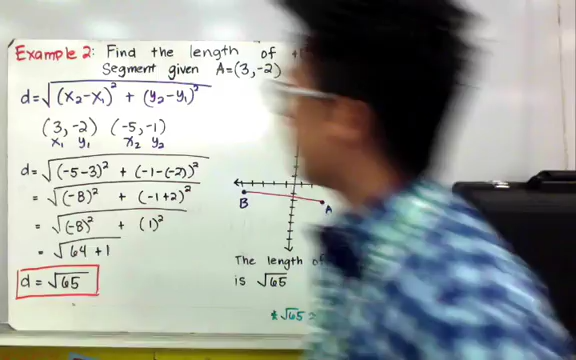 Example 2: Find the length of
Segment given A=(3,-2)
d=√((x₂-x₁)² + (y₂-y₁)²)
(3,-2) (-5,-1)
x₁ y₁ x₂ y₂
d=√((-5-3)² + (-1-(-2))²)
=√((-8)² + (-1+2)²)
=√((-8)² + (1)²)
=√(64+1)
d=√65
B
A
The length of
is √65
*√65 ≈